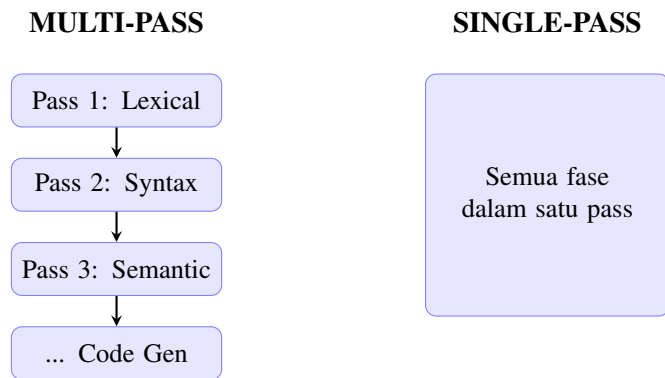 MULTI-PASS
Pass 1: Lexical
Pass 2: Syntax
Pass 3: Semantic
... Code Gen
SINGLE-PASS
Semua fase
dalam satu pass